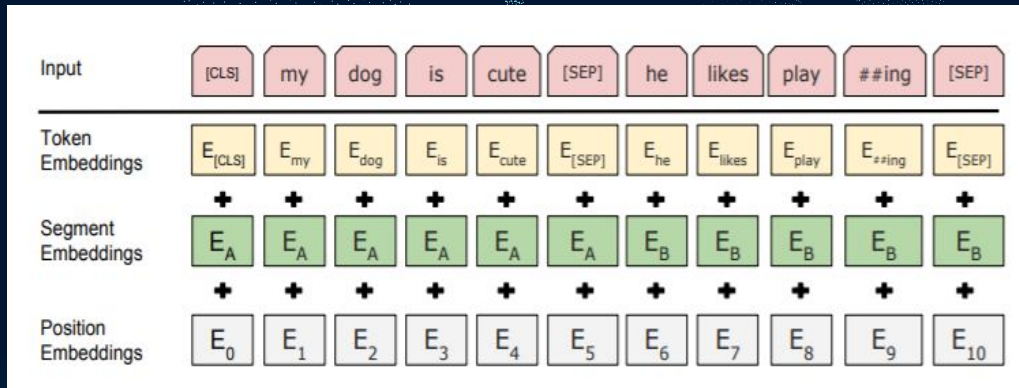 Input [CLS] my dog is cute [SEP] he likes play ##ing [SEP]
Token
Embeddings
E[CLS] Emy Edog Eis Ecute E[SEP] Ehe Elikes Eplay E##ing E[SEP]
+ + + + + + + + + + +
Segment
Embeddings
EA EA EA EA EA EA EB EB EB EB EB
+ + + + + + + + + + +
Position
Embeddings
E0 E1 E2 E3 E4 E5 E6 E7 E8 E9 E10